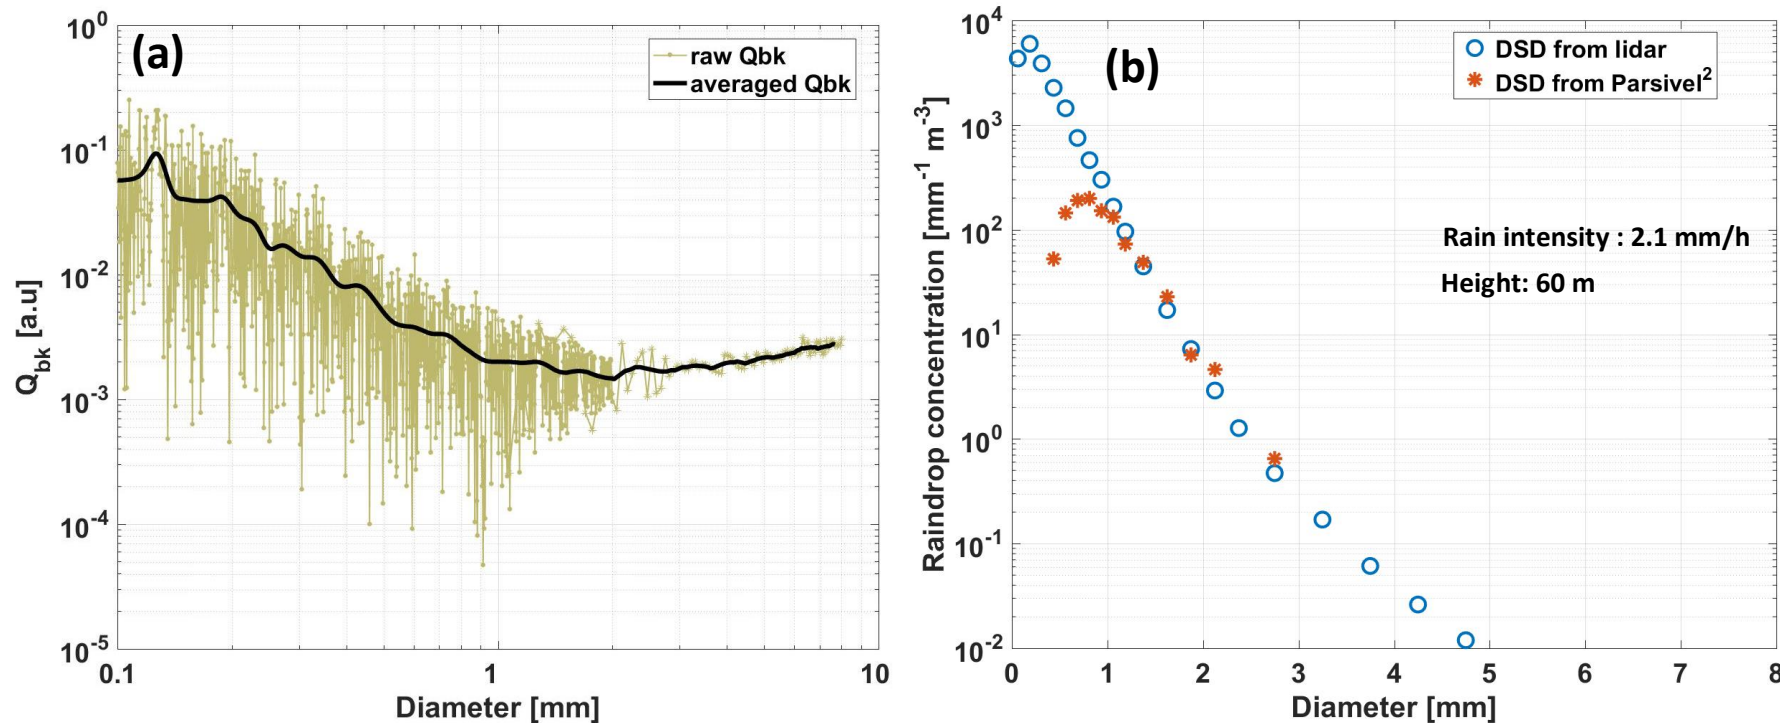 (a)
raw Qbk
averaged Qbk
10^0
10^-1
10^-2
10^-3
10^-4
10^-5
Q_bk [a.u]
0.1
1
10
Diameter [mm]
(b)
DSD from lidar
DSD from Parsivel^2
10^4
10^3
10^2
10^1
10^0
10^-1
10^-2
Raindrop concentration [mm^-1 m^-3]
Rain intensity : 2.1 mm/h
Height: 60 m
0 1 2 3 4 5 6 7 8
Diameter [mm]